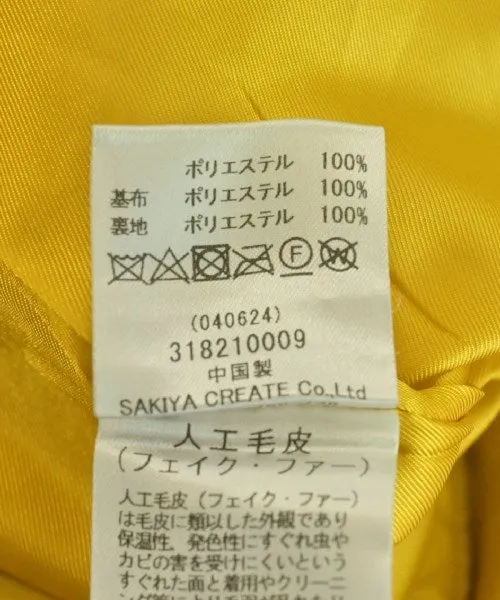 ポリエステル 100%
基布 ポリエステル 100%
裏地 ポリエステル 100%
F W
(040624)
318210009
中国製
SAKIYA CREATE Co.,Ltd
人工毛皮
(フェイク・ファー)
人工毛皮(フェイク・ファー)
は毛皮に類似した外観であり
保温性、発色性にすぐれ虫や
カビの害を受けにくいという
すぐれた面と着用やクリーニ